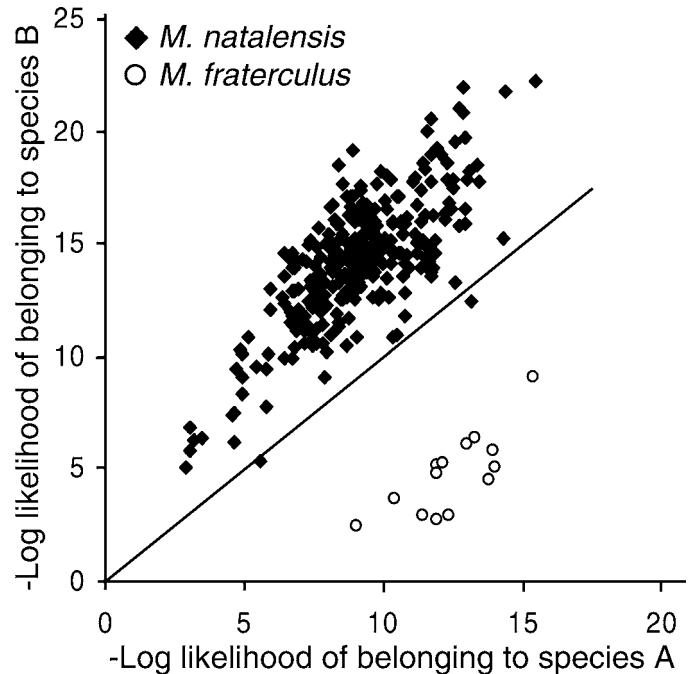 25
20
15
10
5
0
-Log likelihood of belonging to species B
M. natalensis
M. fraterculus
0 5 10 15 20
-Log likelihood of belonging to species A